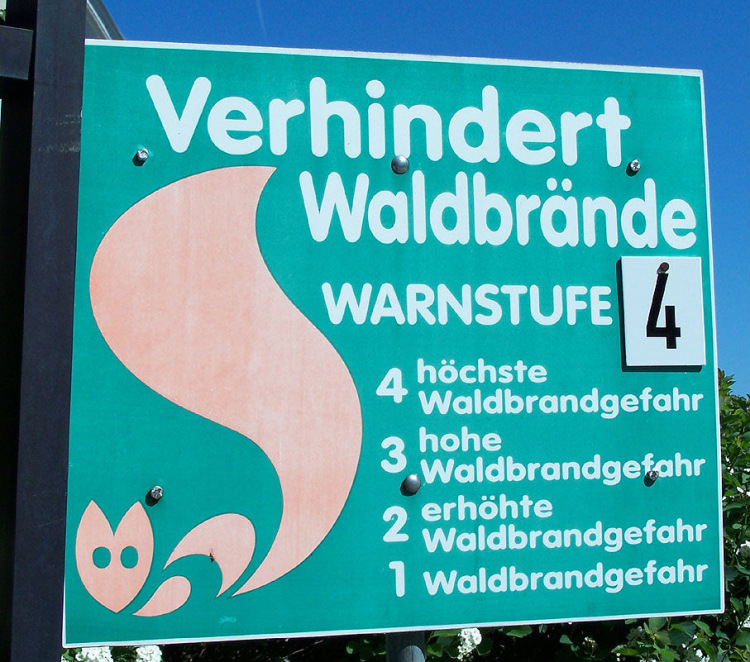 Verhindert
Waldbrände
WARNSTUFE 4
4 höchste
Waldbrandgefahr
3 hohe
Waldbrandgefahr
2 erhöhte
Waldbrandgefahr
1 Waldbrandgefahr